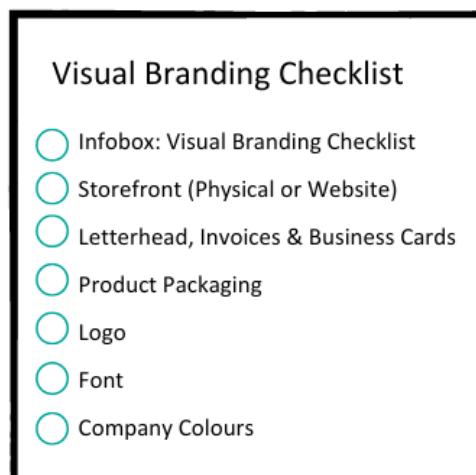 Visual Branding Checklist
Infobox: Visual Branding Checklist
Storefront (Physical or Website)
Letterhead, Invoices & Business Cards
Product Packaging
Logo
Font
Company Colours